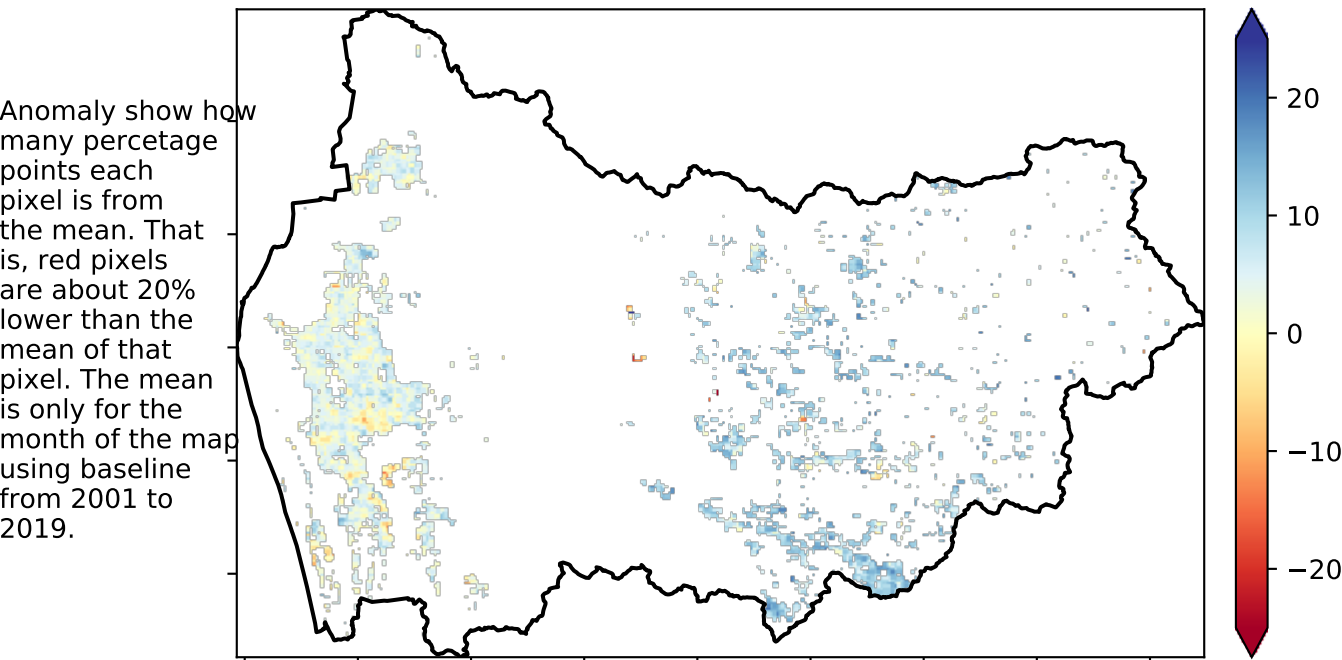 Anomaly show how
many percetage
points each
pixel is from
the mean. That
is, red pixels
are about 20%
lower than the
mean of that
pixel. The mean
is only for the
month of the map
using baseline
from 2001 to
2019.
20
10
0
−10
−20